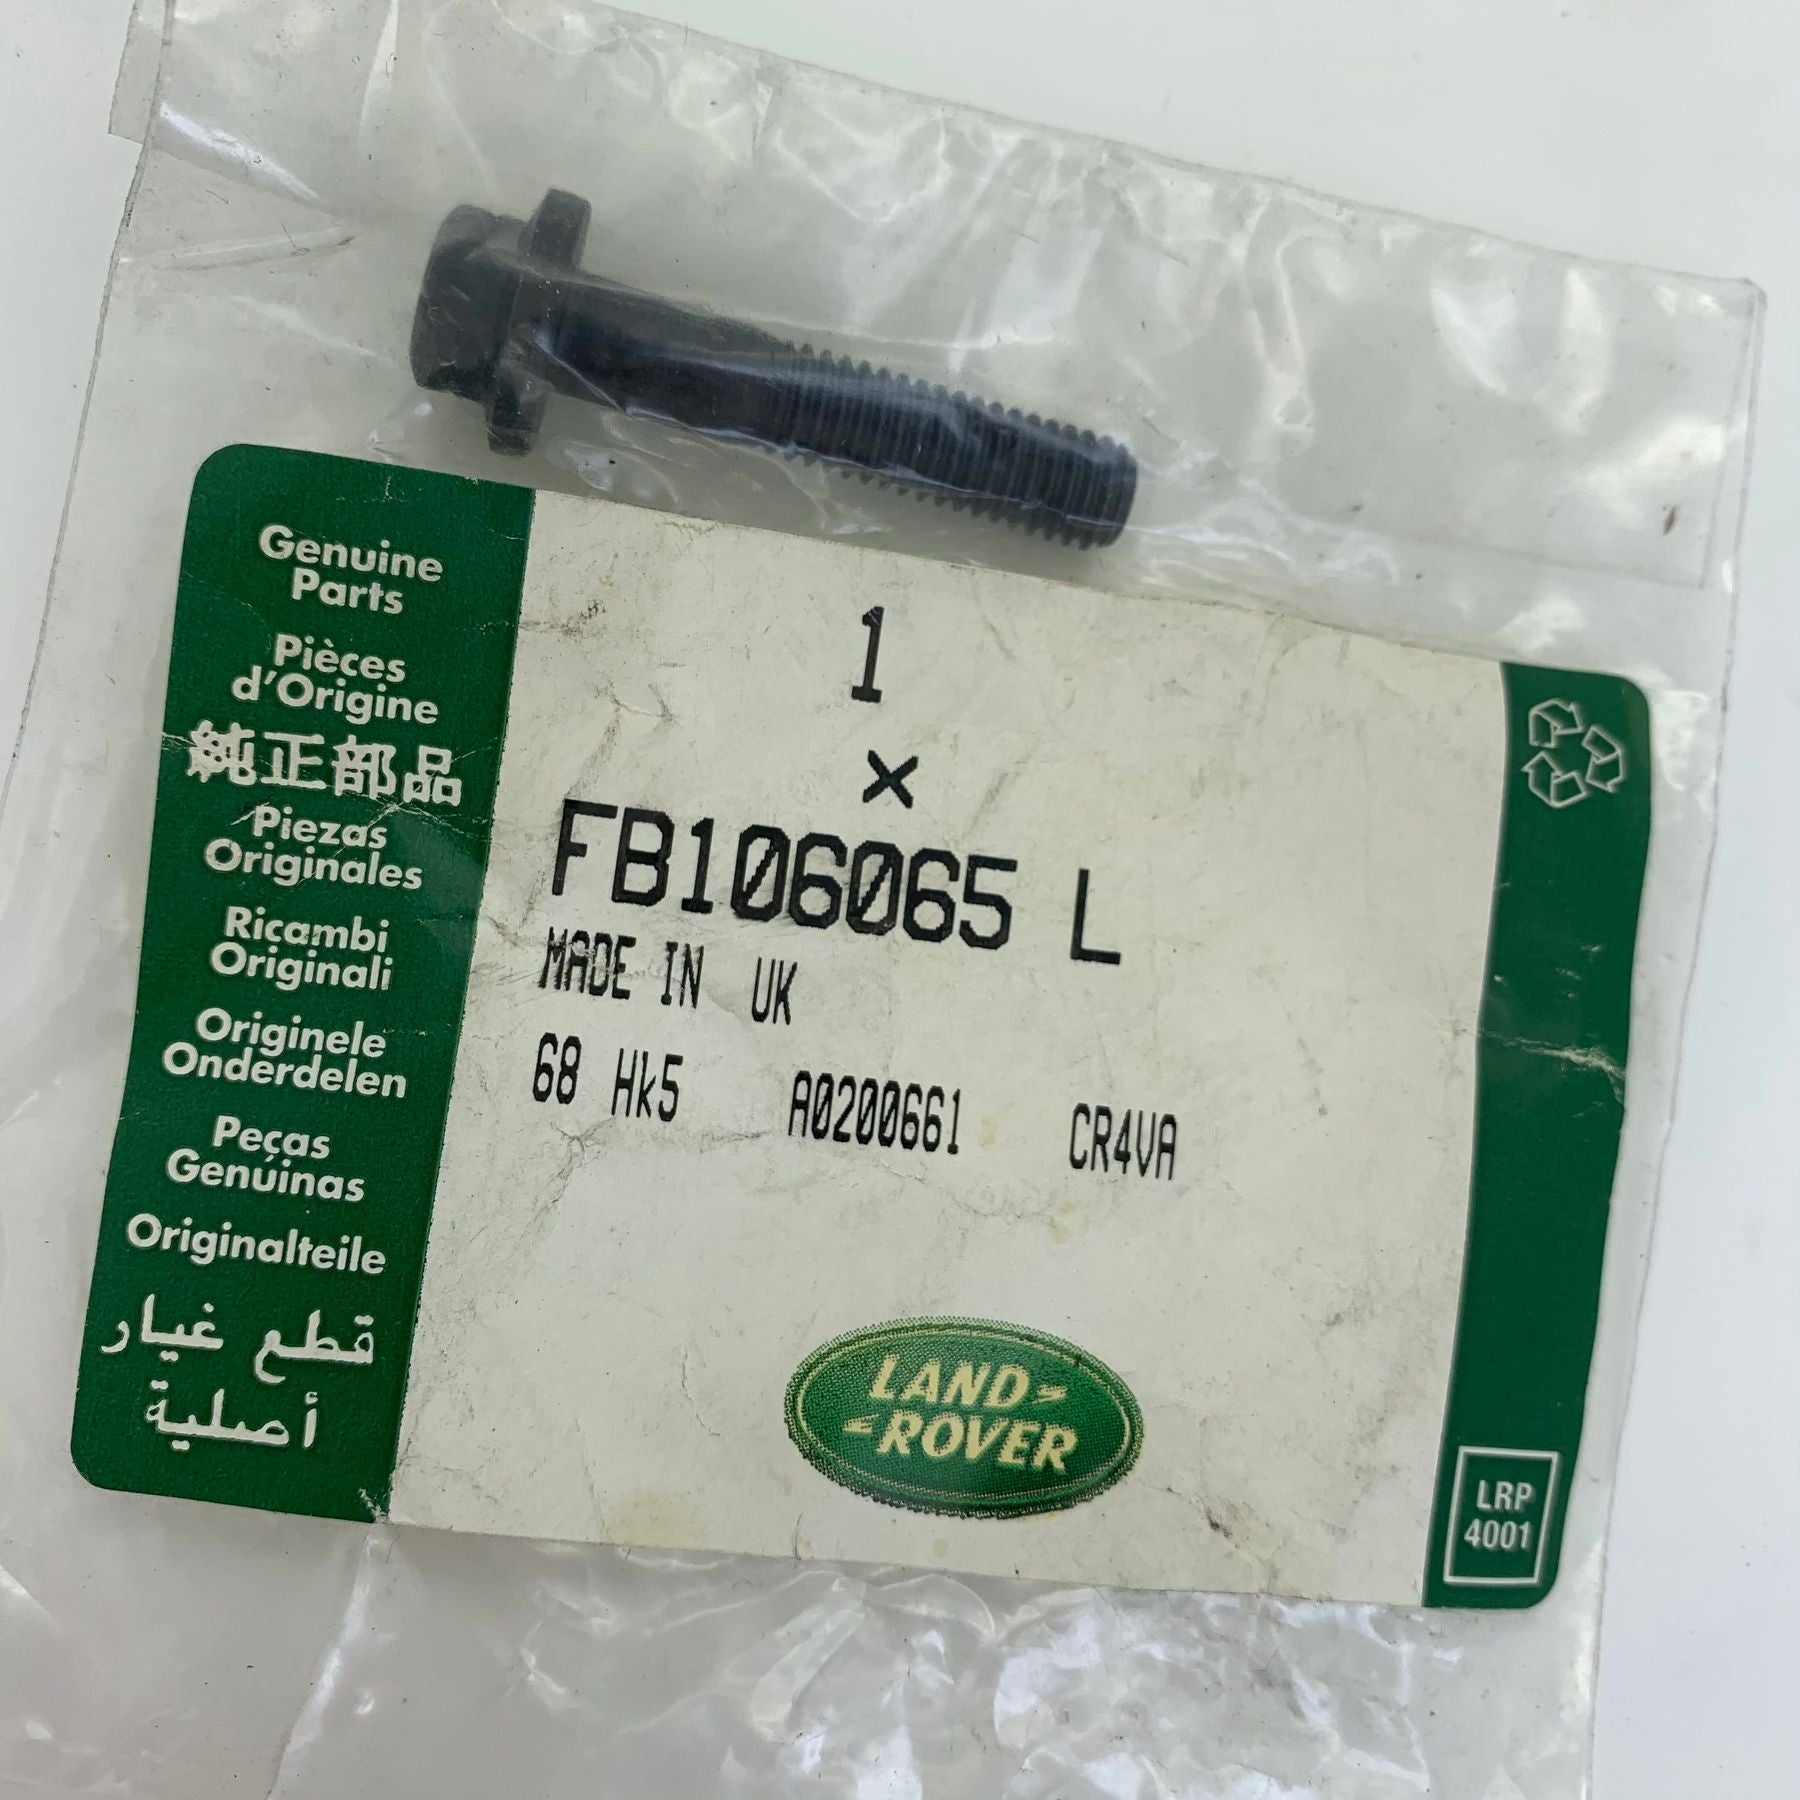 Genuine
Parts
Pièces
d'Origine
純正部品
Piezas
Originales
Ricambi
Originali
Originele
Onderdelen
Peças
Genuínas
Originalteile
قطع غيار
أصلية
1
×
FB106065 L
MADE IN UK
68 Hk5 A0200661 CR4VA
LAND
ROVER
LRP
4001